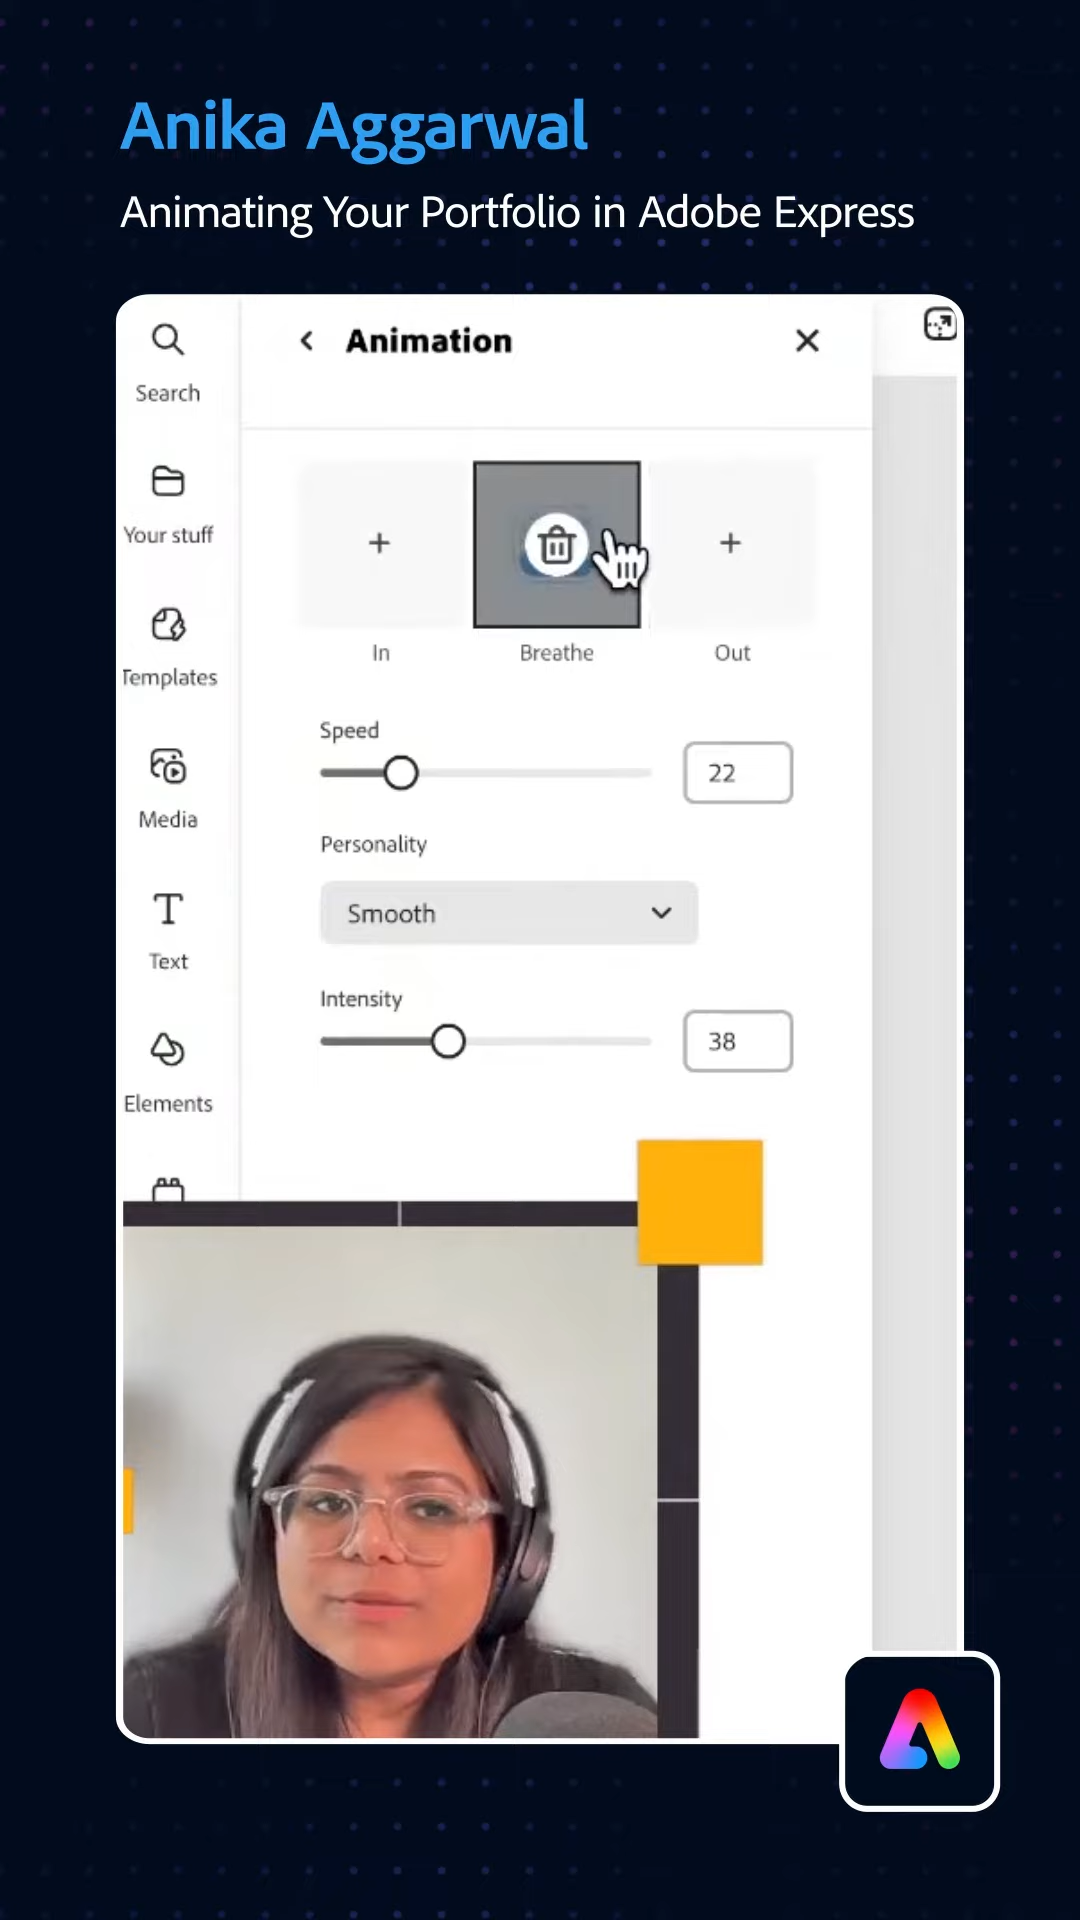 Anika Aggarwal
Animating Your Portfolio in Adobe Express
Animation
Search
Your stuff
Templates
Media
Text
Elements
+
+
In
Breathe
Out
Speed
22
Personality
Smooth
Intensity
38